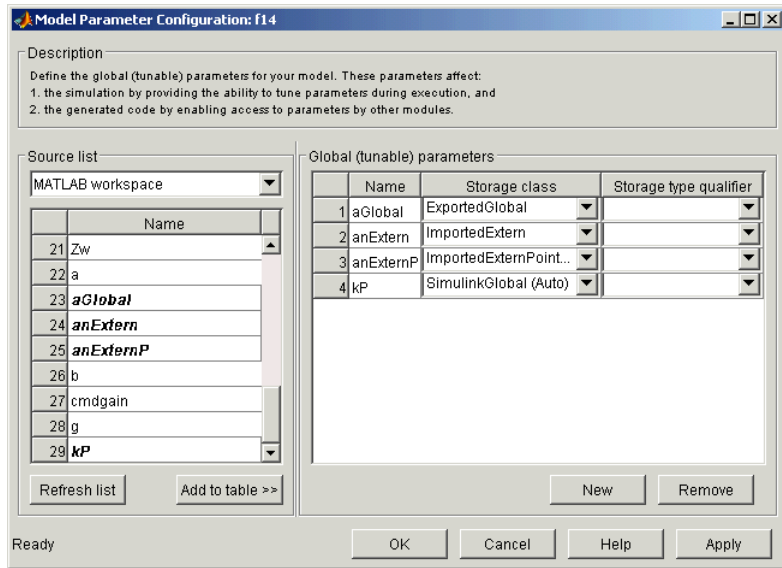 Model Parameter Configuration: f14
Description
Define the global (tunable) parameters for your model. These parameters affect:
1. the simulation by providing the ability to tune parameters during execution, and
2. the generated code by enabling access to parameters by other modules.
Source list
MATLAB workspace
Name
21 Zw
22 a
23 aGlobal
24 anExtern
25 anExternP
26 b
27 cmdgain
28 g
29 kP
Refresh list
Add to table >>
Global (tunable) parameters
Name Storage class Storage type qualifier
1 aGlobal ExportedGlobal
2 anExtern ImportedExtern
3 anExternP ImportedExternPoint...
4 kP SimulinkGlobal (Auto)
New
Remove
Ready
OK
Cancel
Help
Apply